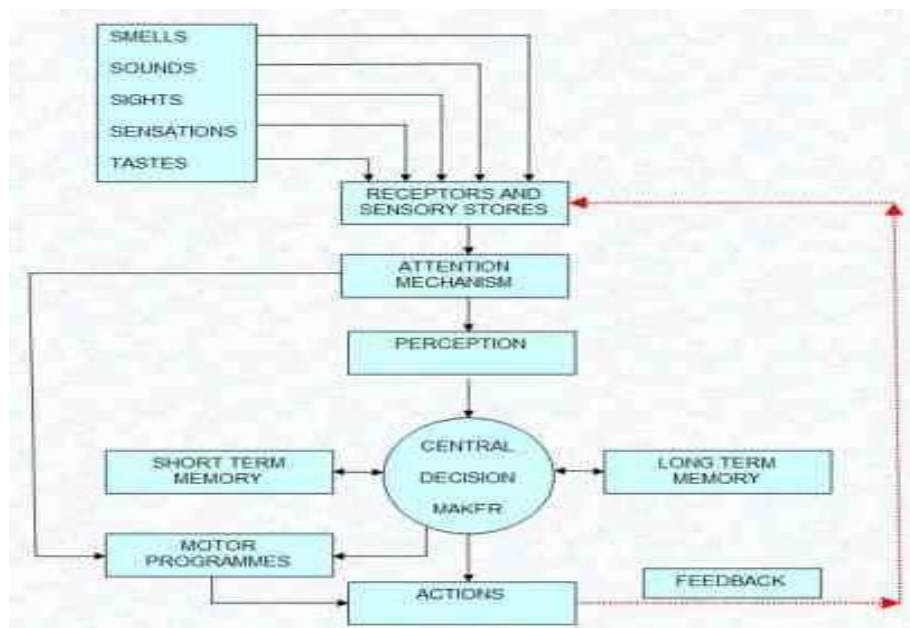 SMELLS
SOUNDS
SIGHTS
SENSATIONS
TASTES
RECEPTORS AND
SENSORY STORES
ATTENTION
MECHANISM
PERCEPTION
CENTRAL
DECISION
MAKER
SHORT TERM
MEMORY
LONG TERM
MEMORY
MOTOR
PROGRAMMES
ACTIONS
FEEDBACK